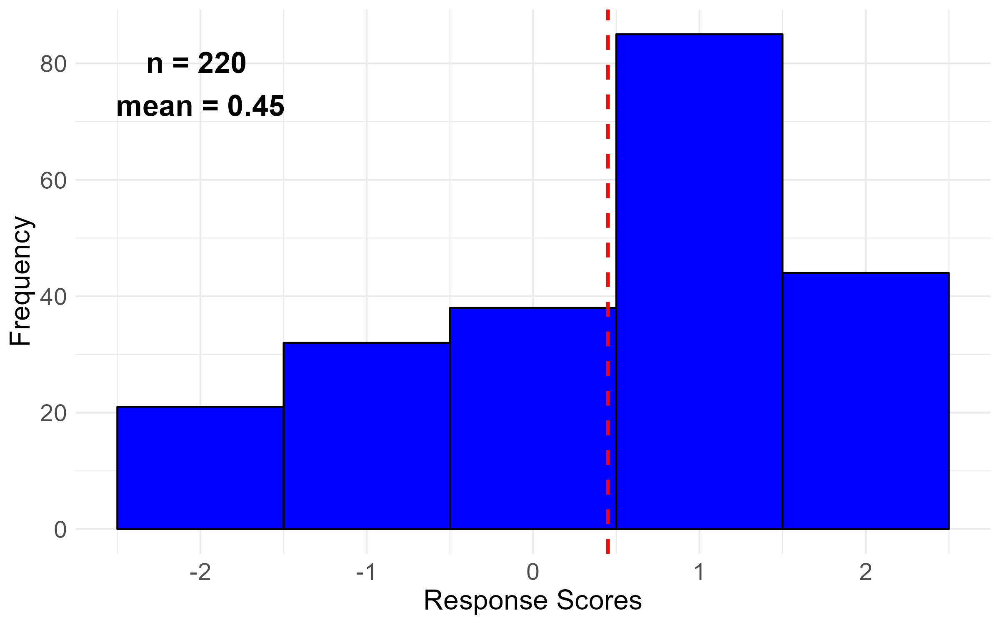 n = 220
mean = 0.45
Frequency
80
60
40
20
0
-2 -1 0 1 2
Response Scores